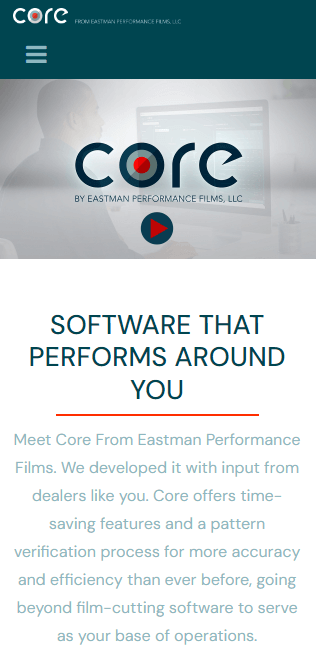 core FROM EASTMAN PERFORMANCE FILMS, LLC
core
BY EASTMAN PERFORMANCE FILMS, LLC
SOFTWARE THAT
PERFORMS AROUND
YOU
Meet Core From Eastman Performance
Films. We developed it with input from
dealers like you. Core offers time-
saving features and a pattern
verification process for more accuracy
and efficiency than ever before, going
beyond film-cutting software to serve
as your base of operations.